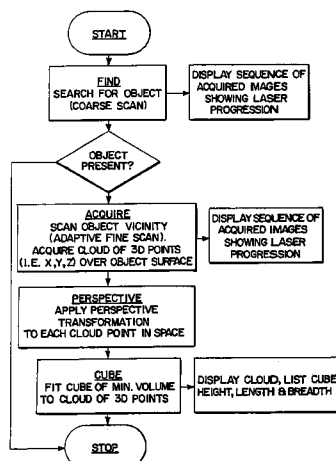 START
FIND
SEARCH FOR OBJECT
(COARSE SCAN)
DISPLAY SEQUENCE OF
ACQUIRED IMAGES
SHOWING LASER
PROGRESSION
OBJECT
PRESENT?
ACQUIRE
SCAN OBJECT VICINITY
(ADAPTIVE FINE SCAN).
ACQUIRE CLOUD OF 3D POINTS
(I.E. X,Y,Z) OVER OBJECT SURFACE
DISPLAY SEQUENCE OF
ACQUIRED IMAGES
SHOWING LASER
PROGRESSION
PERSPECTIVE
APPLY PERSPECTIVE
TRANSFORMATION
TO EACH CLOUD POINT IN SPACE
CUBE
FIT CUBE OF MIN. VOLUME
TO CLOUD OF 3D POINTS
DISPLAY CLOUD, LIST CUBE
HEIGHT, LENGTH & BREADTH
STOP